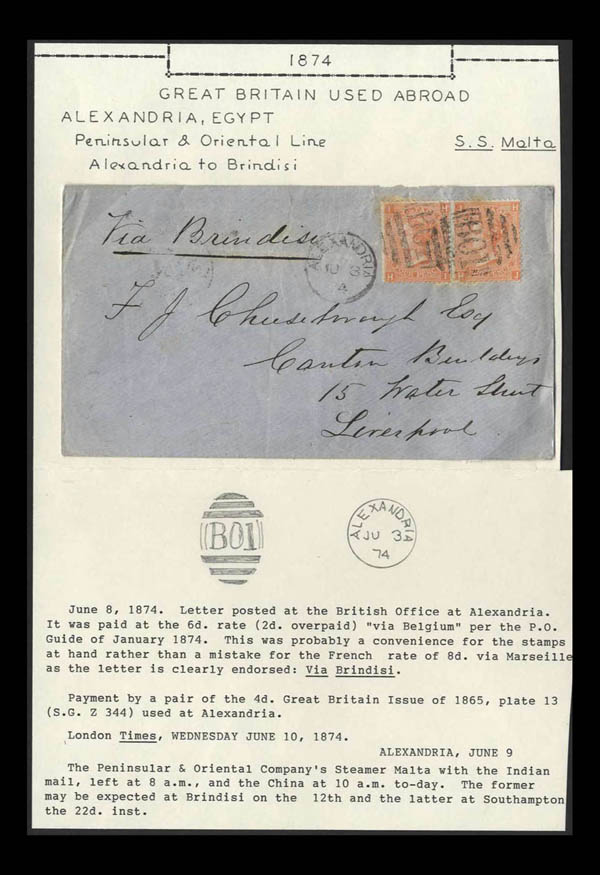 1874
GREAT BRITAIN USED ABROAD
ALEXANDRIA, EGYPT
Peninsular & Oriental Line
S.S. Malta
Alexandria to Brindisi
Via Brindisi
ALEXANDRIA
JU 3
4
B01
F J Cheesebrough Esq
Canton Buildings
15 Water Street
Liverpool
B01
ALEXANDRIA
JU 3
74
June 8, 1874. Letter posted at the British Office at Alexandria.
It was paid at the 6d. rate (2d. overpaid) "via Belgium" per the P.O.
Guide of January 1874. This was probably a convenience for the stamps
at hand rather than a mistake for the French rate of 8d. via Marseille
as the letter is clearly endorsed: Via Brindisi.
Payment by a pair of the 4d. Great Britain Issue of 1865, plate 13
(S.G. Z 344) used at Alexandria.
London Times, WEDNESDAY JUNE 10, 1874.
ALEXANDRIA, JUNE 9
The Peninsular & Oriental Company's Steamer Malta with the Indian
mail, left at 8 a.m., and the China at 10 a.m. to-day. The former
may be expected at Brindisi on the 12th and the latter at Southampton
the 22d. inst.